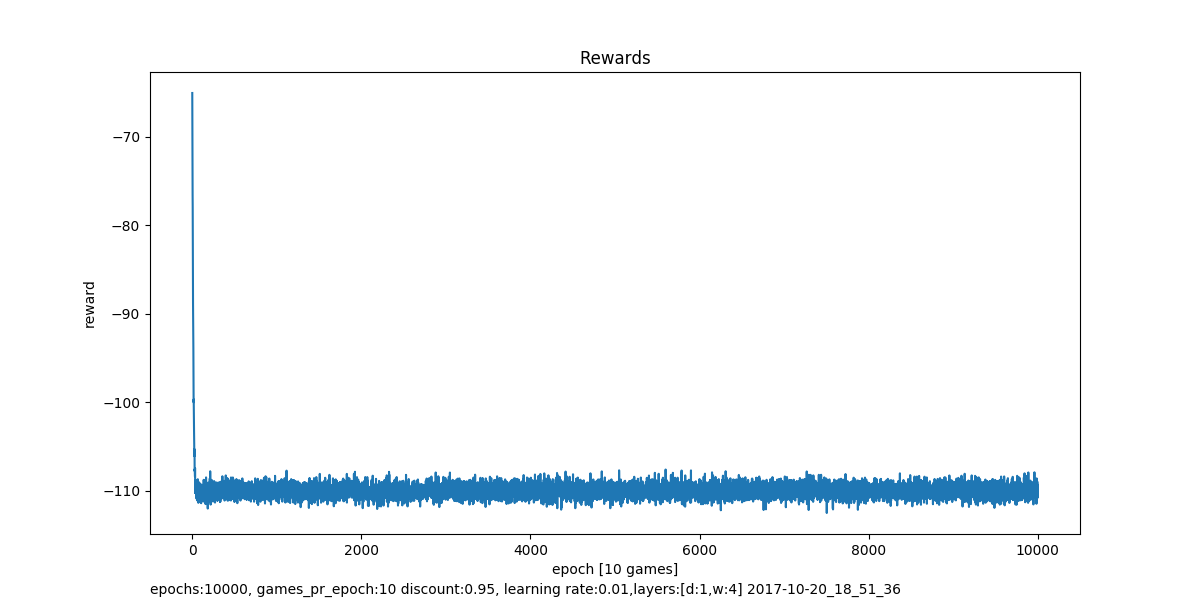 Rewards
−70
−80
−90
−100
−110
reward
0 2000 4000 6000 8000 10000
epoch [10 games]
epochs:10000, games_pr_epoch:10 discount:0.95, learning rate:0.01,layers:[d:1,w:4] 2017-10-20_18_51_36